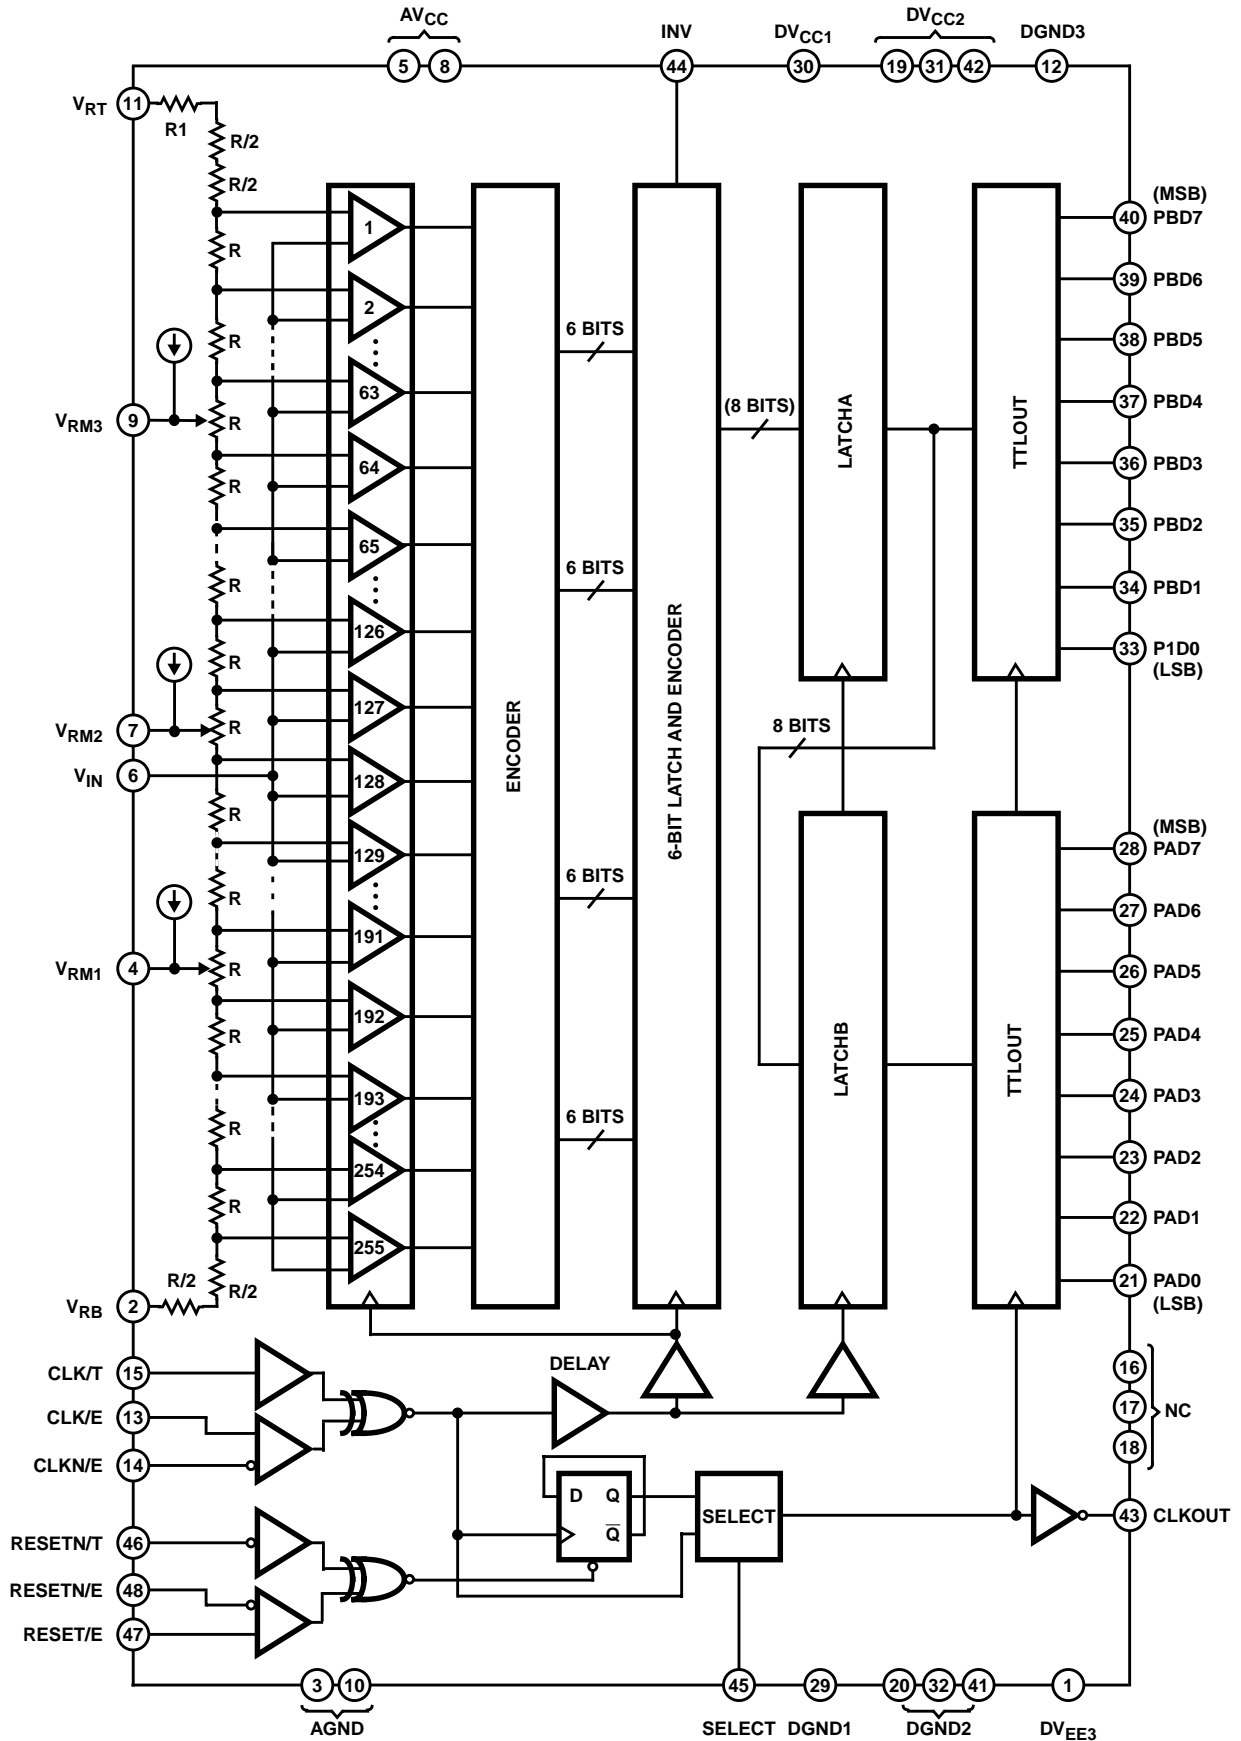 AVCC INV DVCC1 DVCC2 DGND3
5 8 44 30 19 31 42 12
VRT 11 R1
R/2
R/2
(MSB)
1 40 PBD7
R
39 PBD6
2
6 BITS
R 38 PBD5
63
(8 BITS)
37 PBD4
VRM3 9 R
LATCHA
TTLOUT
64 36 PBD3
R
35 PBD2
65
6 BITS
R 34 PBD1
126
33 P1D0
(LSB)
R
127
VRM2 7 R
8 BITS
ENCODER
6-BIT LATCH AND ENCODER
VIN 6
128
R
(MSB)
28 PAD7
129
6 BITS
R
27 PAD6
191
VRM1 4 R
26 PAD5
192
R
25 PAD4
LATCHB
TTLOUT
193
24 PAD3
R
6 BITS
23 PAD2
254
R
22 PAD1
255
R/2
R/2
21 PAD0
(LSB)
VRB 2
CLK/T 15
DELAY
16
CLK/E 13
17 NC
18
CLKN/E 14
D Q
Q
SELECT
43 CLKOUT
RESETN/T 46
RESETN/E 48
RESET/E 47
3 10 45 29 20 32 41 1
AGND SELECT DGND1 DGND2 DVEE3